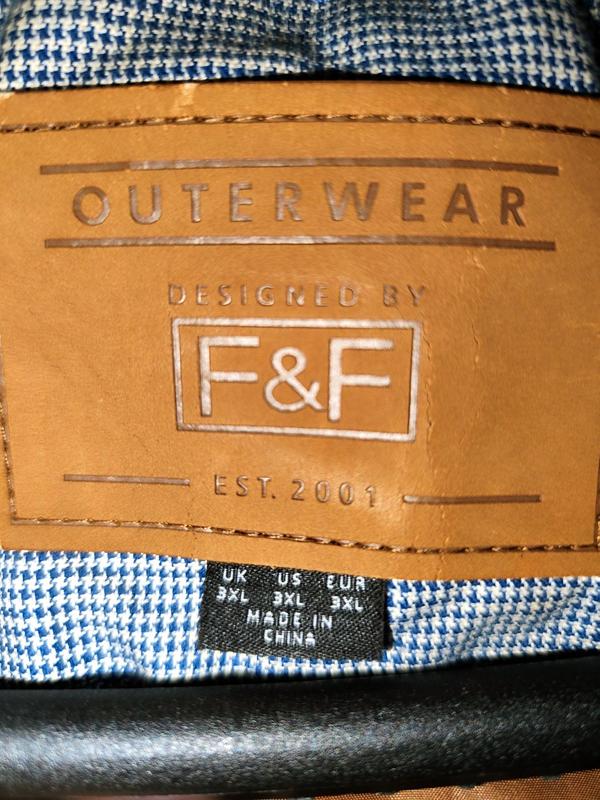 OUTERWEAR
DESIGNED BY
F&F
EST. 2001
UK US EUR
3XL 3XL 3XL
MADE IN
CHINA